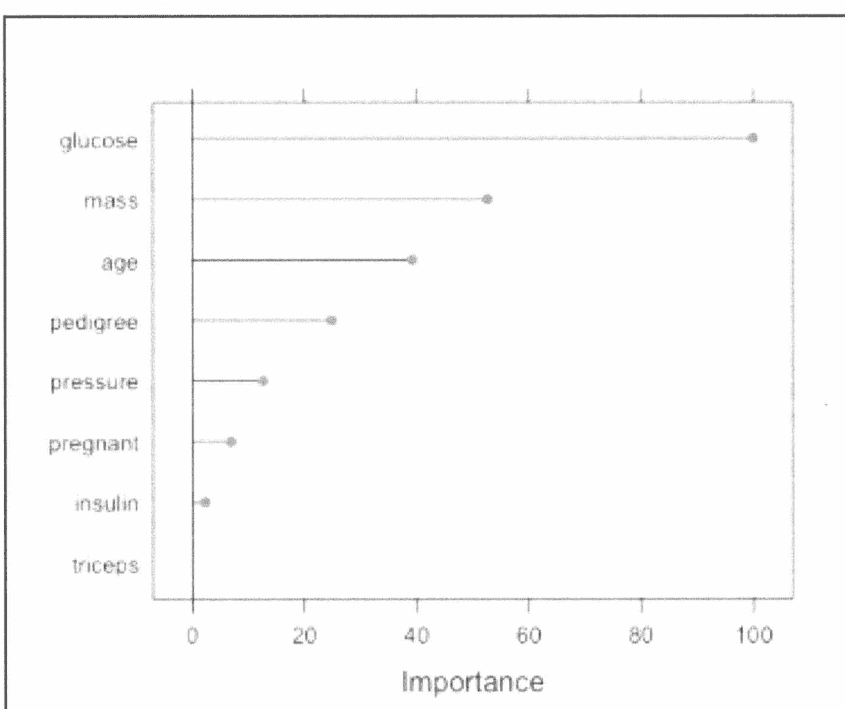 glucose
mass
age
pedigree
pressure
pregnant
insulin
triceps
0 20 40 60 80 100
Importance